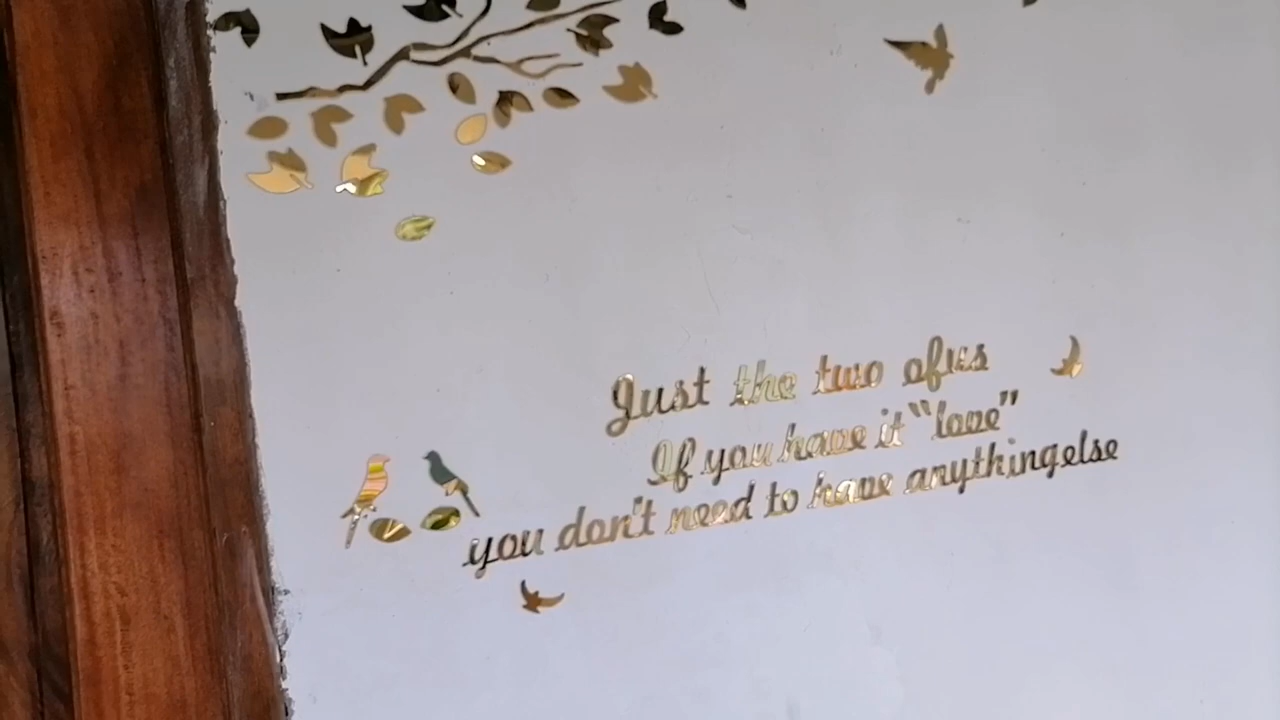 Just the two ofus
If you have it "love"
you don't need to have anythingelse